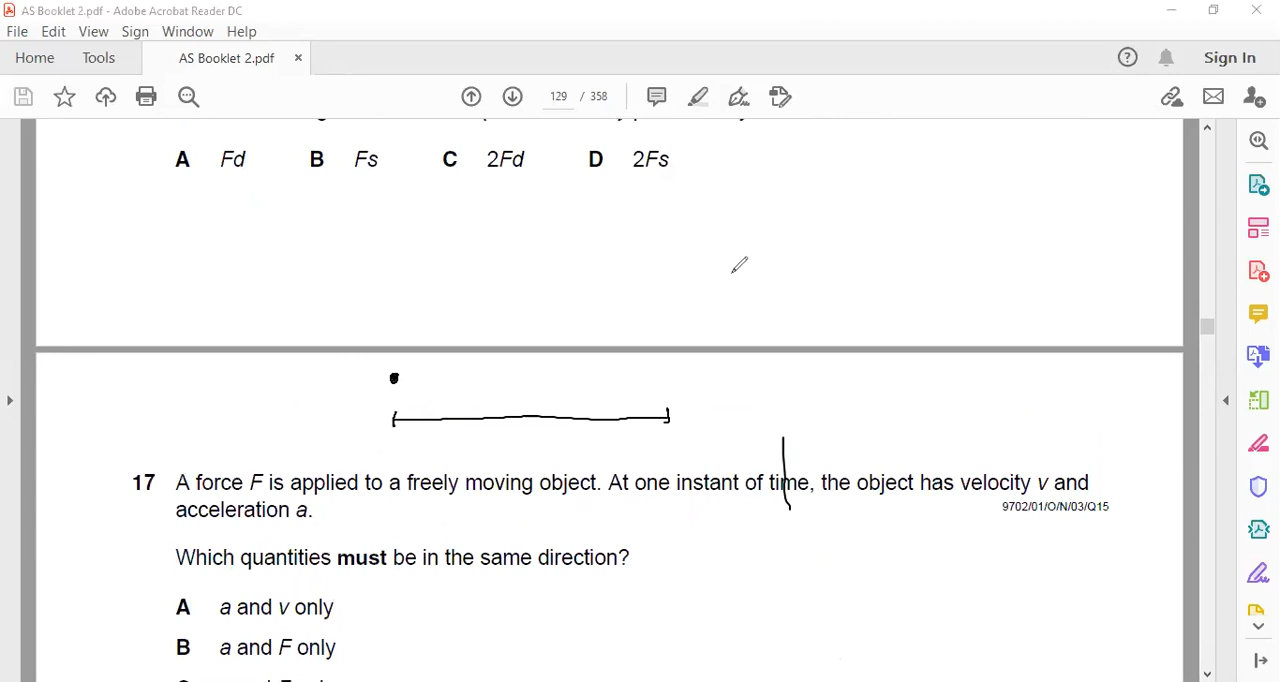 AS Booklet 2.pdf - Adobe Acrobat Reader DC
File Edit View Sign Window Help
Home Tools AS Booklet 2.pdf × Sign In
129 / 358
A Fd B Fs C 2Fd D 2Fs
17 A force F is applied to a freely moving object. At one instant of time, the object has velocity v and
acceleration a.
9702/01/O/N/03/Q15
Which quantities must be in the same direction?
A a and v only
B a and F only